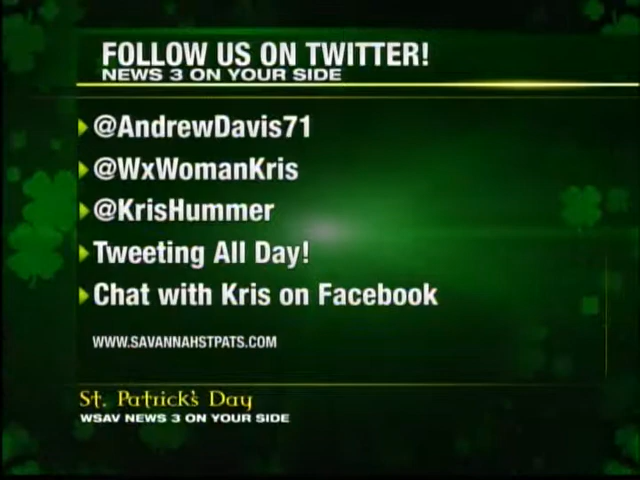 FOLLOW US ON TWITTER!
NEWS 3 ON YOUR SIDE
@AndrewDavis71
@WxWomanKris
@KrisHummer
Tweeting All Day!
Chat with Kris on Facebook
WWW.SAVANNAHSTPATS.COM
St. Patrick's Day
WSAV NEWS 3 ON YOUR SIDE